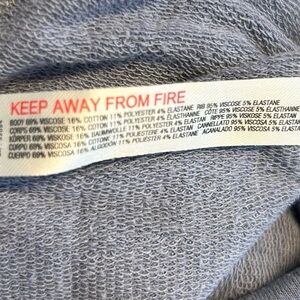 KEEP AWAY FROM FIRE
BODY 69% VISCOSE 16% COTTON 11% POLYESTER 4% ELASTANE RIB 95% VISCOSE 5% ELASTANE
CORPS 69% VISCOSE 16% COTON 11% POLYESTER 4% ELASTHANNE CÔTE 95% VISCOSE 5% ELASTHANNE
KÖRPER 69% VISKOSE 16% BAUMWOLLE 11% POLYESTER 4% ELASTAN RIPPE 95% VISKOSE 5% ELASTAN
CORPO 69% VISCOSA 16% COTONE 11% POLIESTERE 4% ELASTAN CANNELLATO 95% VISCOSA 5% ELASTAN
CUERPO 69% VISCOSA 16% ALGODÓN 11% POLIÉSTER 4% ELASTANO ACANALADO 95% VISCOSA 5% ELASTAN